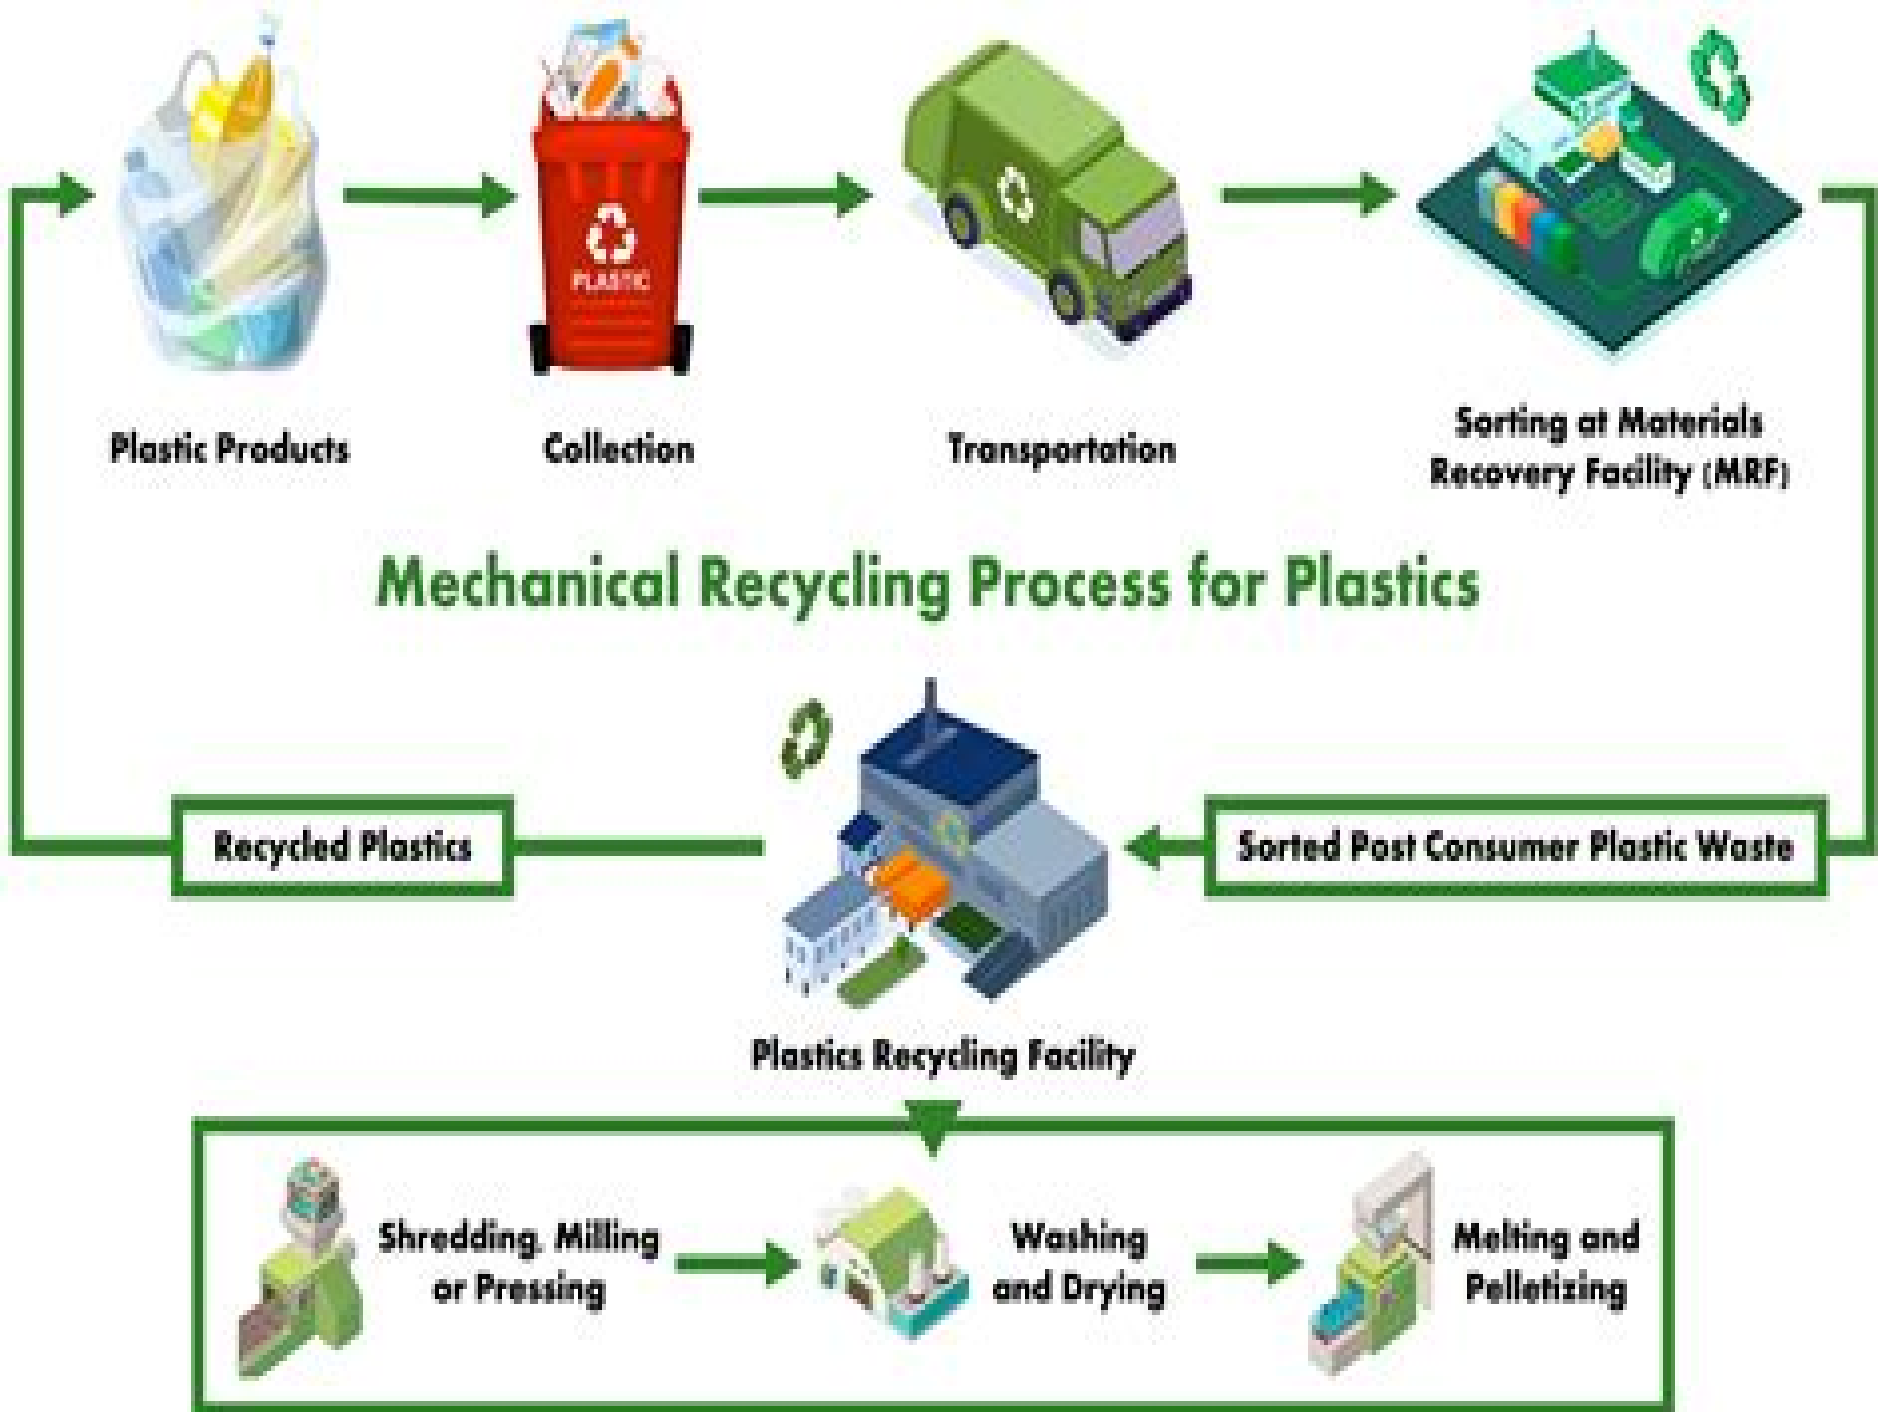 PLASTIC
Plastic Products
Collection
Transportation
Sorting at Materials
Recovery Facility (MRF)
Mechanical Recycling Process for Plastics
Recycled Plastics
Sorted Post Consumer Plastic Waste
Plastics Recycling Facility
Shredding, Milling
or Pressing
Washing
and Drying
Melting and
Pelletizing